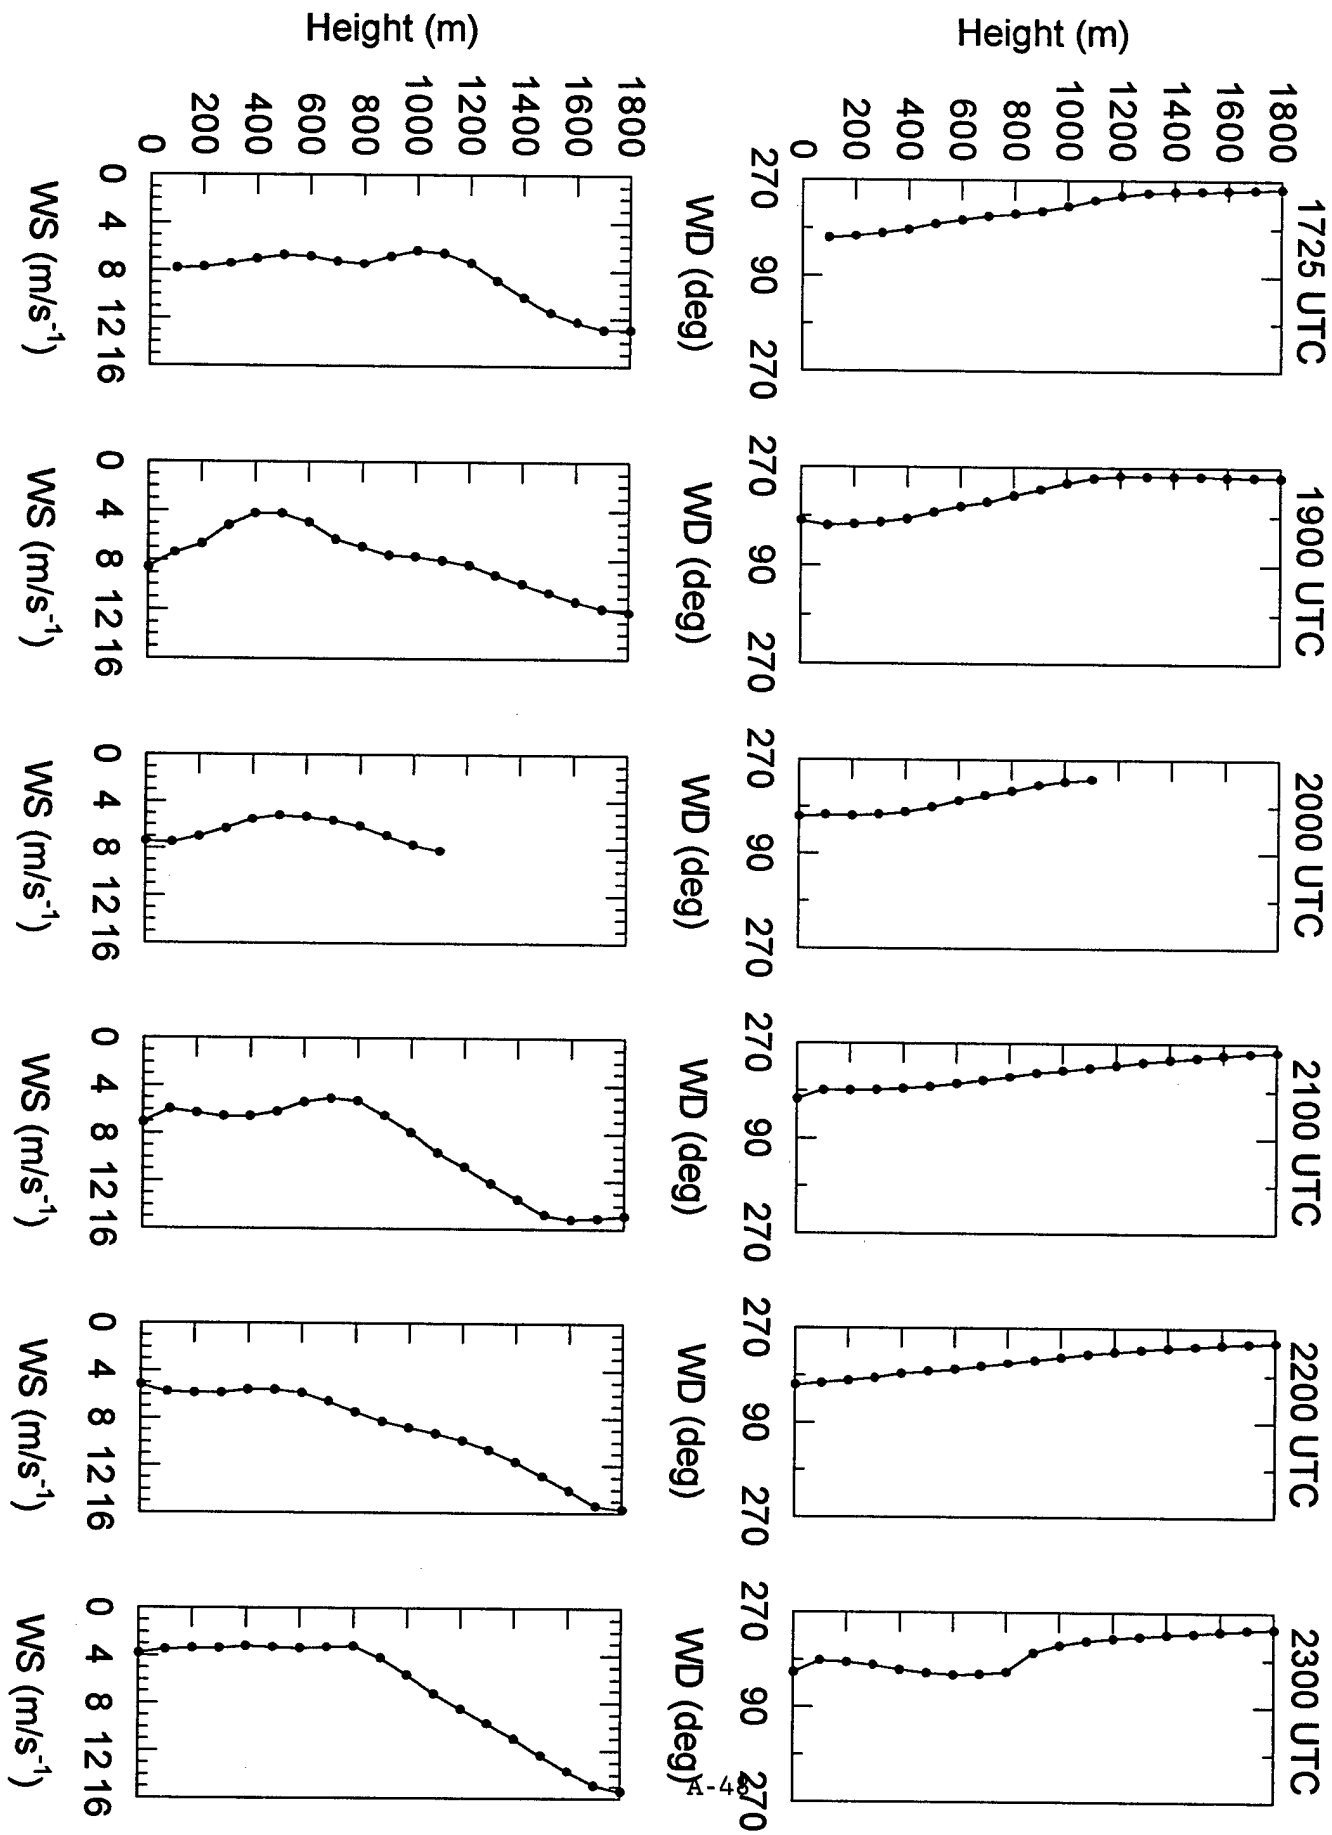 1725 UTC
1900 UTC
2000 UTC
2100 UTC
2200 UTC
2300 UTC
Height (m)
1800
1600
1400
1200
1000
800
600
400
200
0
270 90 270
270 90 270
270 90 270
270 90 270
270 90 270
270 90 270
WD (deg)
WD (deg)
WD (deg)
WD (deg)
WD (deg)
WD (deg)
Height (m)
1800
1600
1400
1200
1000
800
600
400
200
0
0 4 8 12 16
0 4 8 12 16
0 4 8 12 16
0 4 8 12 16
0 4 8 12 16
0 4 8 12 16
WS (m/s⁻¹)
WS (m/s⁻¹)
WS (m/s⁻¹)
WS (m/s⁻¹)
WS (m/s⁻¹)
WS (m/s⁻¹)